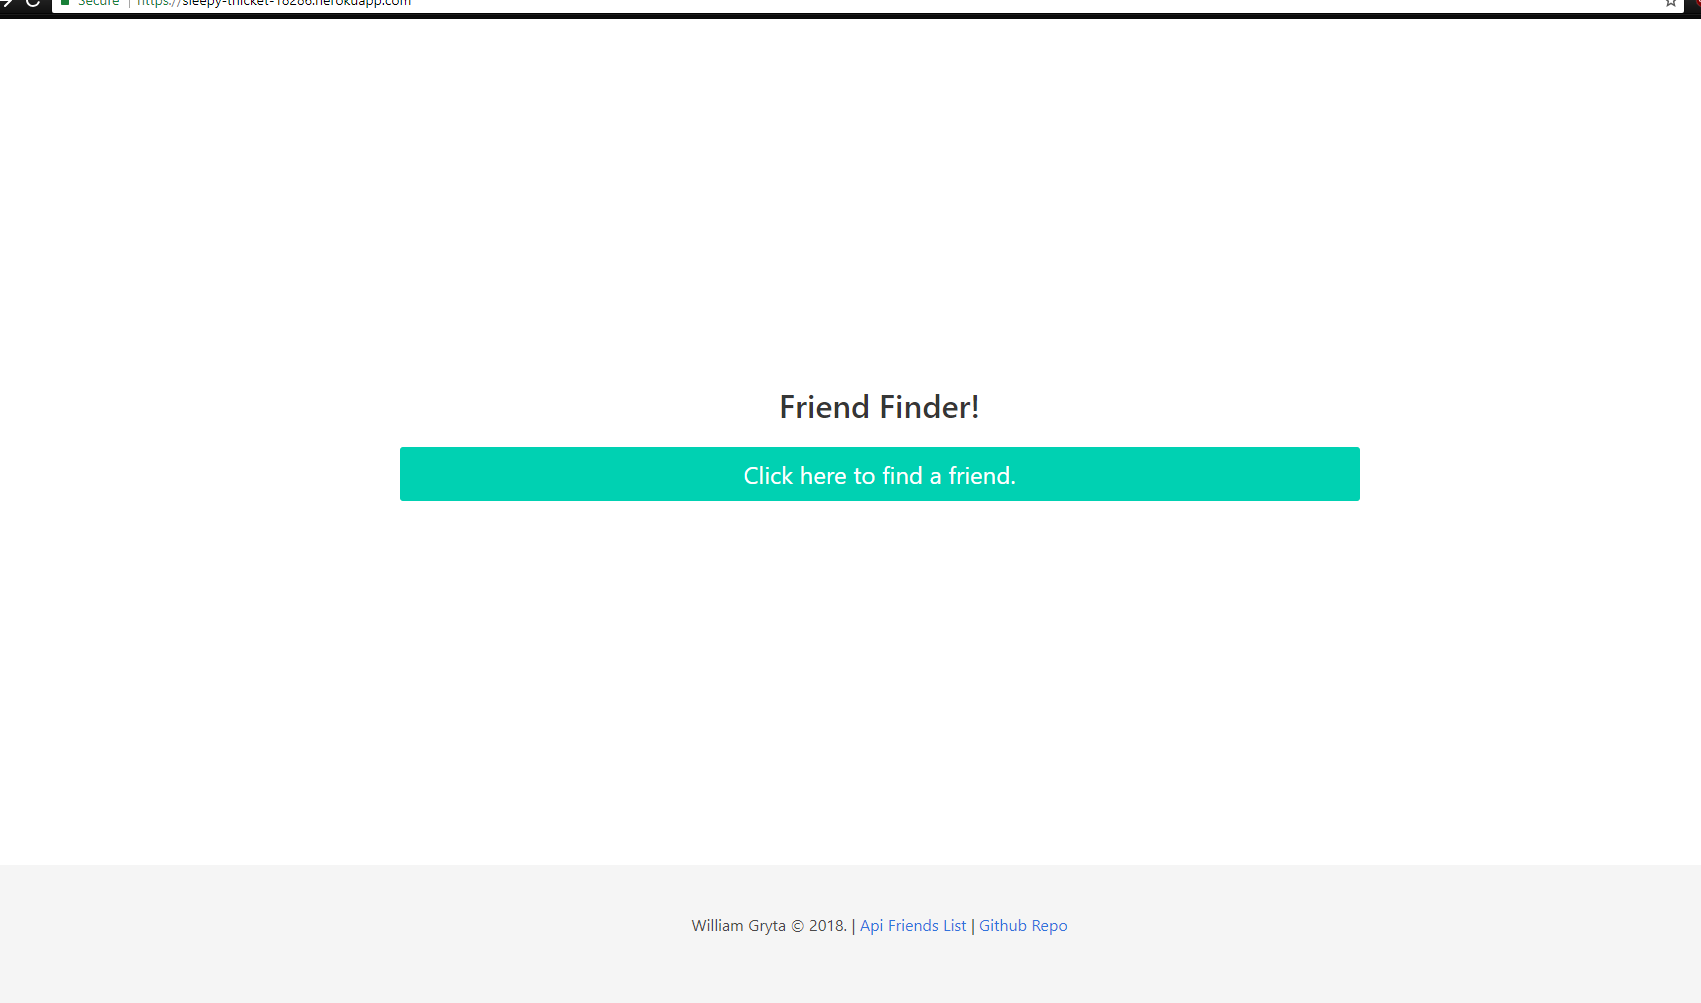 Secure | https://sleepy-thicket-18286.herokuapp.com
Friend Finder!
Click here to find a friend.
William Gryta © 2018. | Api Friends List | Github Repo